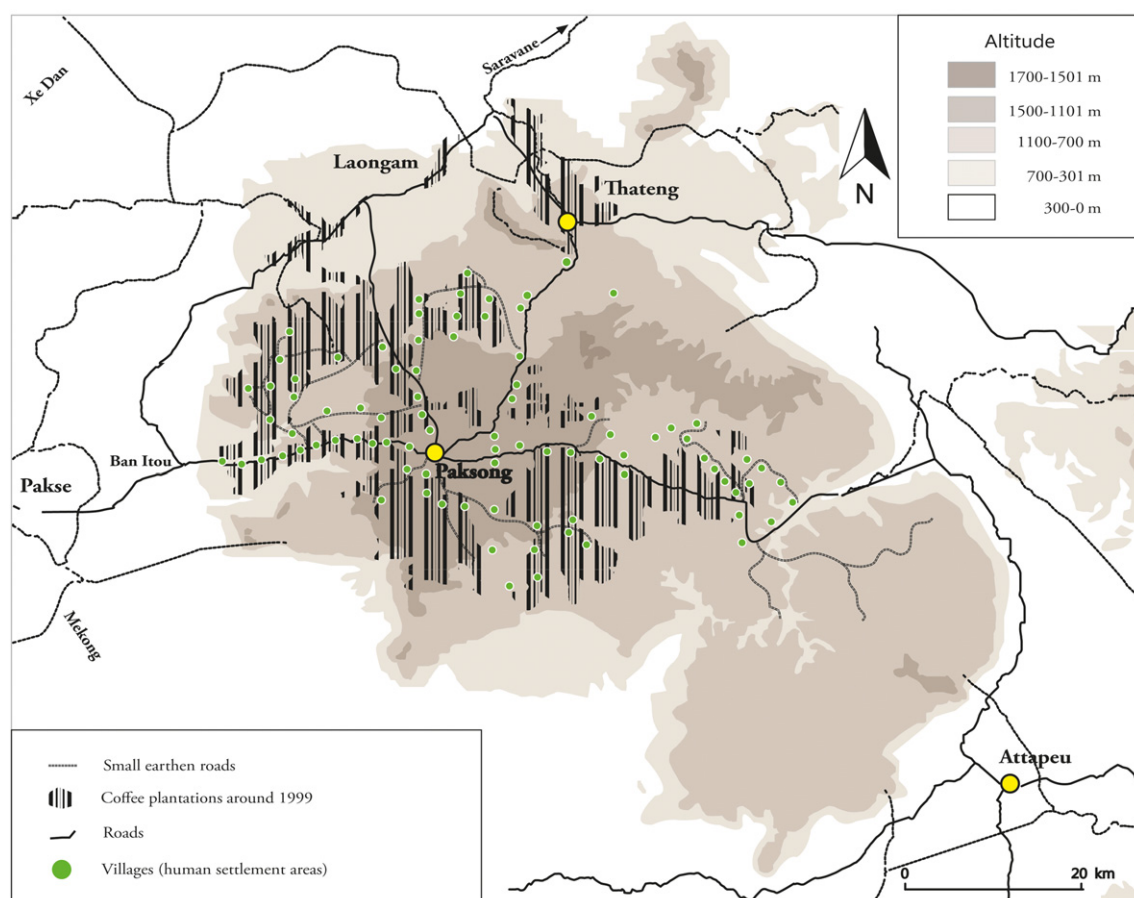 Altitude
1700-1501 m
1500-1101 m
1100-700 m
700-301 m
300-0 m
Saravane
Xe Dan
Laongam
Thateng
N
Ban Itou
Pakse
Paksong
Mekong
Attapeu
Small earthen roads
Coffee plantations around 1999
Roads
Villages (human settlement areas)
0 20 km